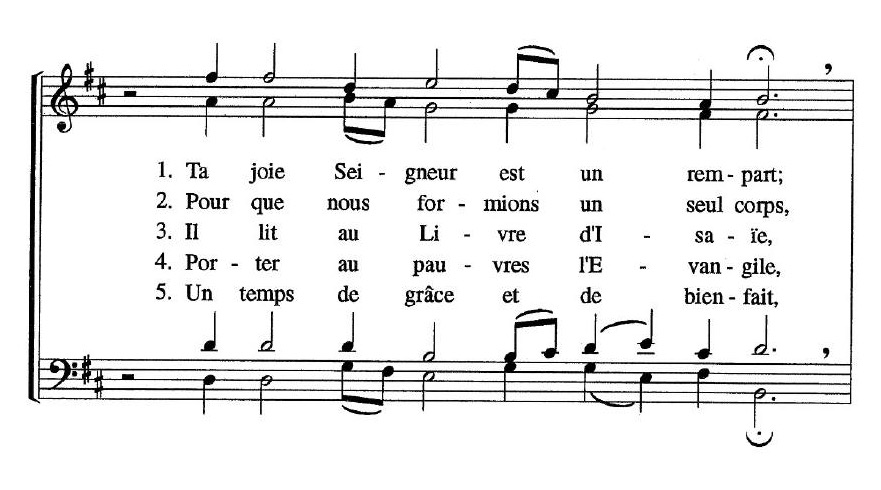 1. Ta joie Sei - gneur est un rem - part;
2. Pour que nous for - mions un seul corps,
3. Il lit au Li - vre d'I - sa - ïe,
4. Por - ter au pau - vres l'E - van - gile,
5. Un temps de grâce et de bien - fait,